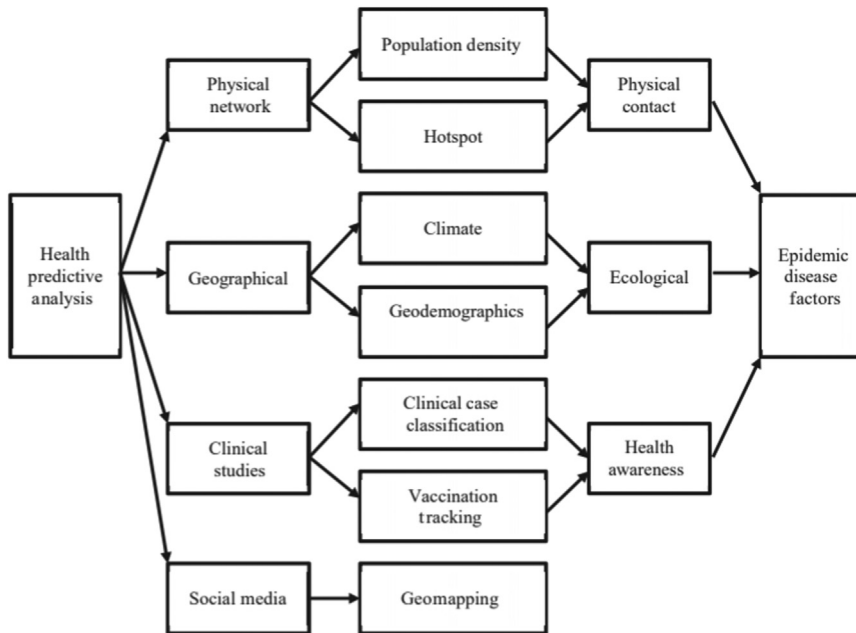 Health
predictive
analysis
Physical
network
Geographical
Clinical
studies
Social media
Population density
Hotspot
Climate
Geodemographics
Clinical case
classification
Vaccination
tracking
Geomapping
Physical
contact
Ecological
Health
awareness
Epidemic
disease
factors